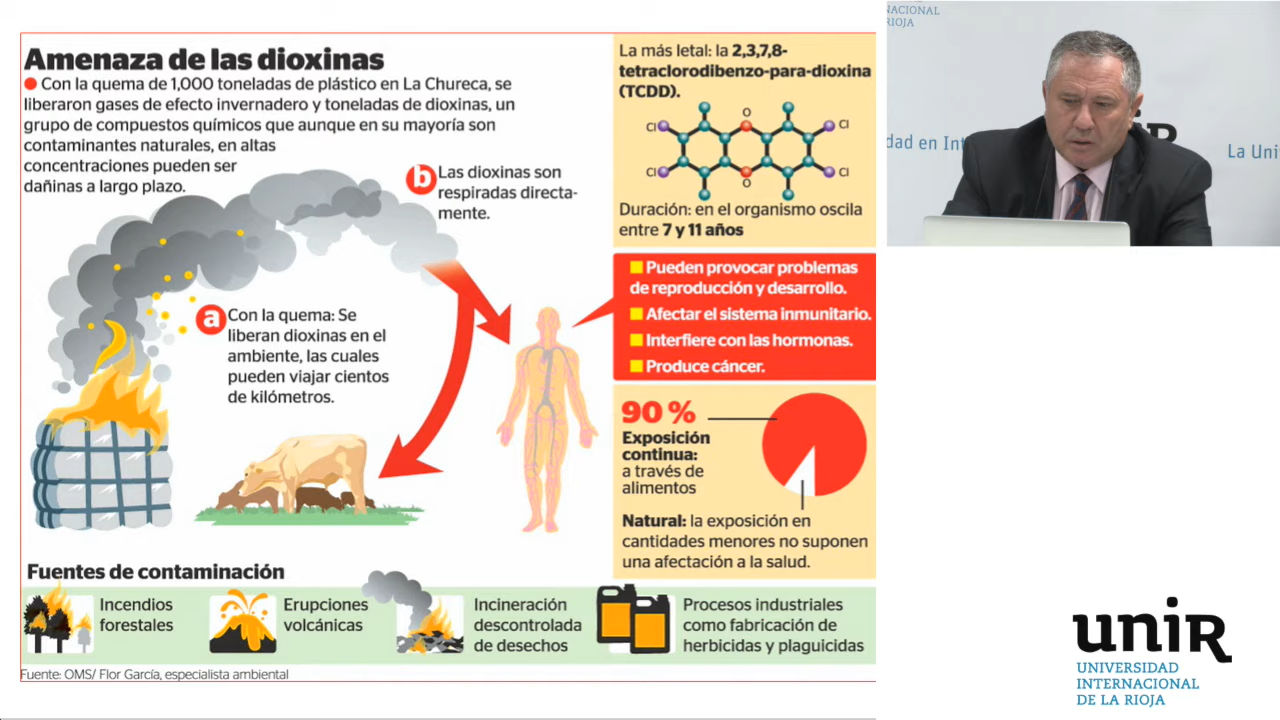 Amenaza de las dioxinas
Con la quema de 1,000 toneladas de plástico en La Chureca, se
liberaron gases de efecto invernadero y toneladas de dioxinas, un
grupo de compuestos químicos que aunque en su mayoría son
contaminantes naturales, en altas
concentraciones pueden ser
dañinas a largo plazo.
b Las dioxinas son
respiradas directa-
mente.
a Con la quema: Se
liberan dioxinas en el
ambiente, las cuales
pueden viajar cientos
de kilómetros.
La más letal: la 2,3,7,8-
tetraclorodibenzo-para-dioxina
(TCDD).
O
Cl
Cl
Cl
Cl
O
Duración: en el organismo oscila
entre 7 y 11 años
Pueden provocar problemas
de reproducción y desarrollo.
Afectar el sistema inmunitario.
Interfiere con las hormonas.
Produce cáncer.
90 %
Exposición
continua:
a través de
alimentos
Natural: la exposición en
cantidades menores no suponen
una afectación a la salud.
Fuentes de contaminación
Incendios
forestales
Erupciones
volcánicas
Incineración
descontrolada
de desechos
Procesos industriales
como fabricación de
herbicidas y plaguicidas
Fuente: OMS/ Flor García, especialista ambiental
NACIONAL
RIOJA
dad en Int
iR
La Uni
uniR
UNIVERSIDAD
INTERNACIONAL
DE LA RIOJA